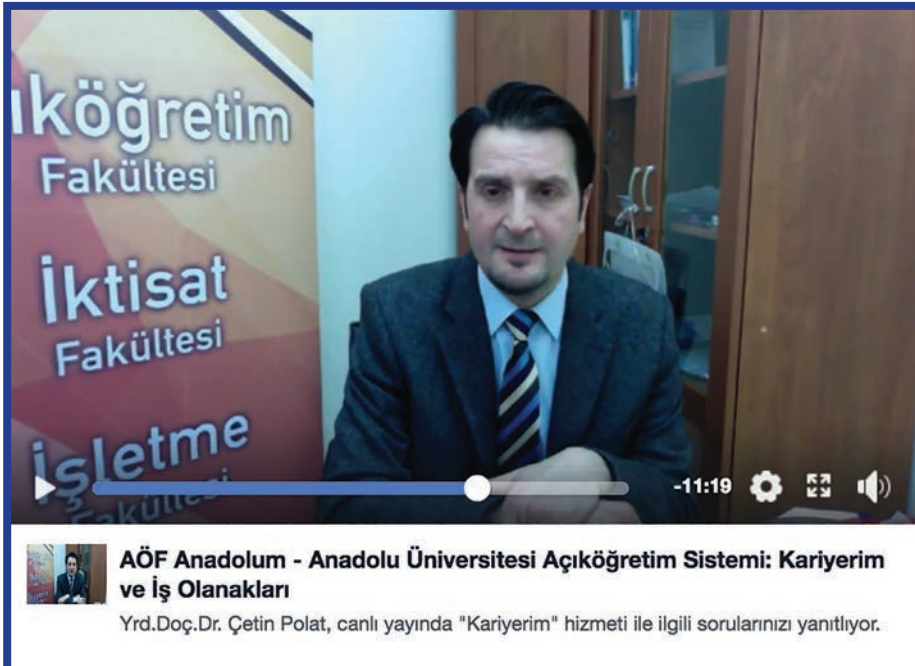 ıköğretim
Fakültesi
İktisat
Fakültesi
İşletme
Fakültesi
-11:19
AÖF Anadolum - Anadolu Üniversitesi Açıköğretim Sistemi: Kariyerim
ve İş Olanakları
Yrd.Doç.Dr. Çetin Polat, canlı yayında "Kariyerim" hizmeti ile ilgili sorularınızı yanıtlıyor.